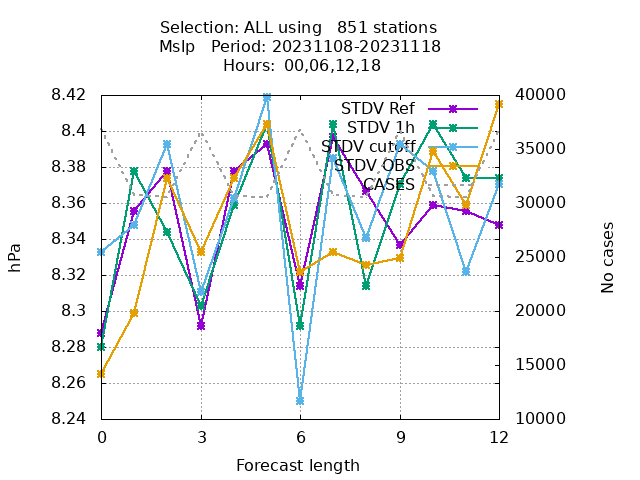 Selection: ALL using   851 stations
Mslp   Period: 20231108-20231118
Hours:  00,06,12,18
8.42
8.4
8.38
8.36
8.34
8.32
8.3
8.28
8.26
8.24
40000
35000
30000
25000
20000
15000
10000
STDV Ref
STDV 1h
STDV cutoff
STDV OBS
CASES
hPa
No cases
0 3 6 9 12
Forecast length